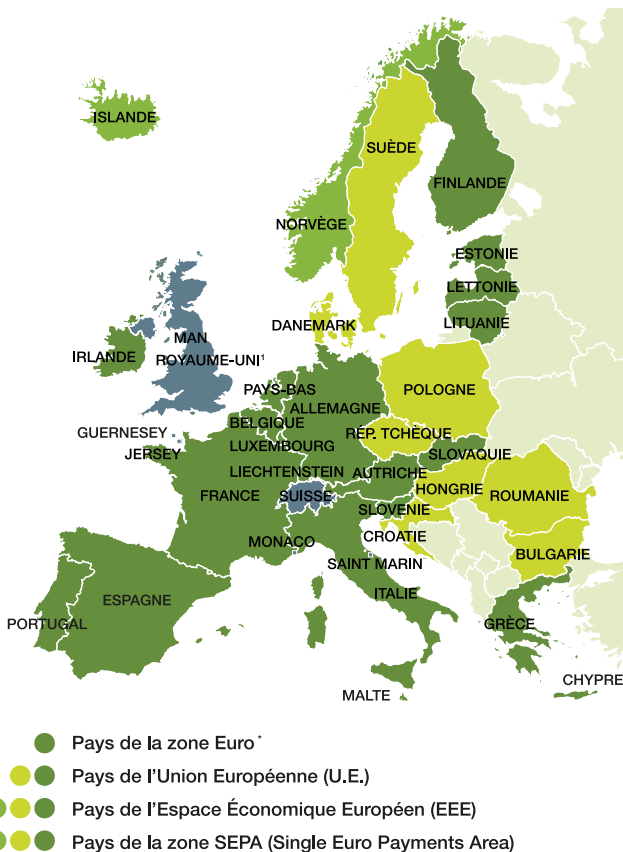 ISLANDE
SUÈDE
FINLANDE
NORVÈGE
ESTONIE
LETTONIE
DANEMARK
LITUANIE
MAN
IRLANDE
ROYAUME-UNI¹
PAYS-BAS
POLOGNE
ALLEMAGNE
BELGIQUE
GUERNESEY
RÉP. TCHÈQUE
JERSEY
LUXEMBOURG
SLOVAQUIE
LIECHTENSTEIN
AUTRICHE
FRANCE
SUISSE
HONGRIE
ROUMANIE
SLOVENIE
CROATIE
MONACO
BULGARIE
SAINT MARIN
ESPAGNE
ITALIE
PORTUGAL
GRÈCE
CHYPRE
MALTE
Pays de la zone Euro*
Pays de l'Union Européenne (U.E.)
Pays de l'Espace Économique Européen (EEE)
Pays de la zone SEPA (Single Euro Payments Area)